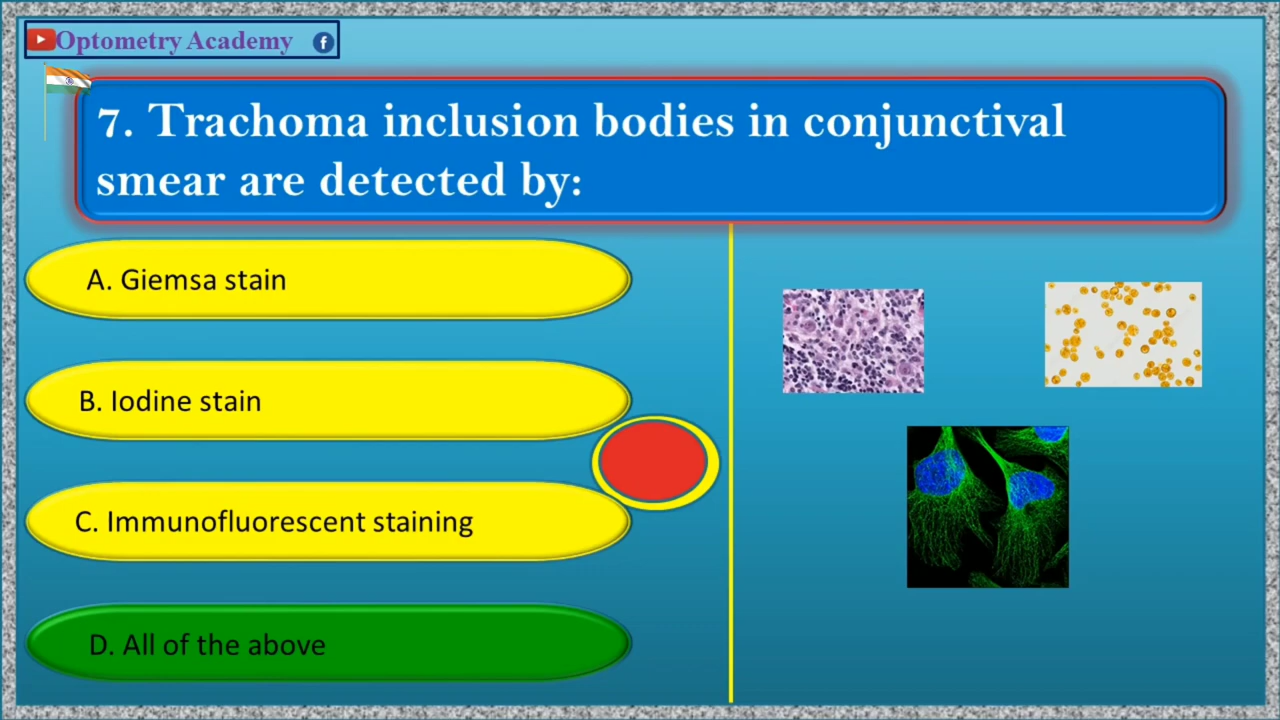 Optometry Academy
7. Trachoma inclusion bodies in conjunctival
smear are detected by:
A. Giemsa stain
B. Iodine stain
C. Immunofluorescent staining
D. All of the above